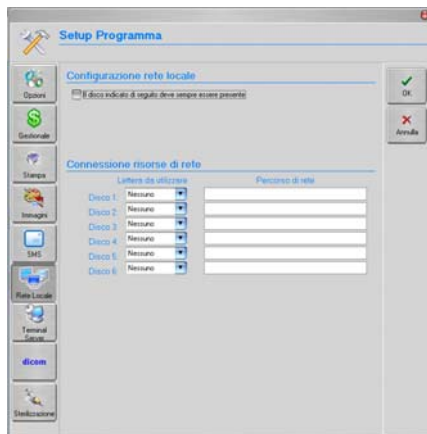 Setup Programma
Opzioni
Gestionale
Stampa
Immagini
SMS
Rete Locale
Terminal
Server
dicom
Sterilizzazione
Configurazione rete locale
Il disco indicato di seguito deve sempre essere presente
Connessione risorse di rete
Lettera da utilizzare Percorso di rete
Disco 1: Nessuno
Disco 2: Nessuno
Disco 3: Nessuno
Disco 4: Nessuno
Disco 5: Nessuno
Disco 6: Nessuno
OK
Annulla